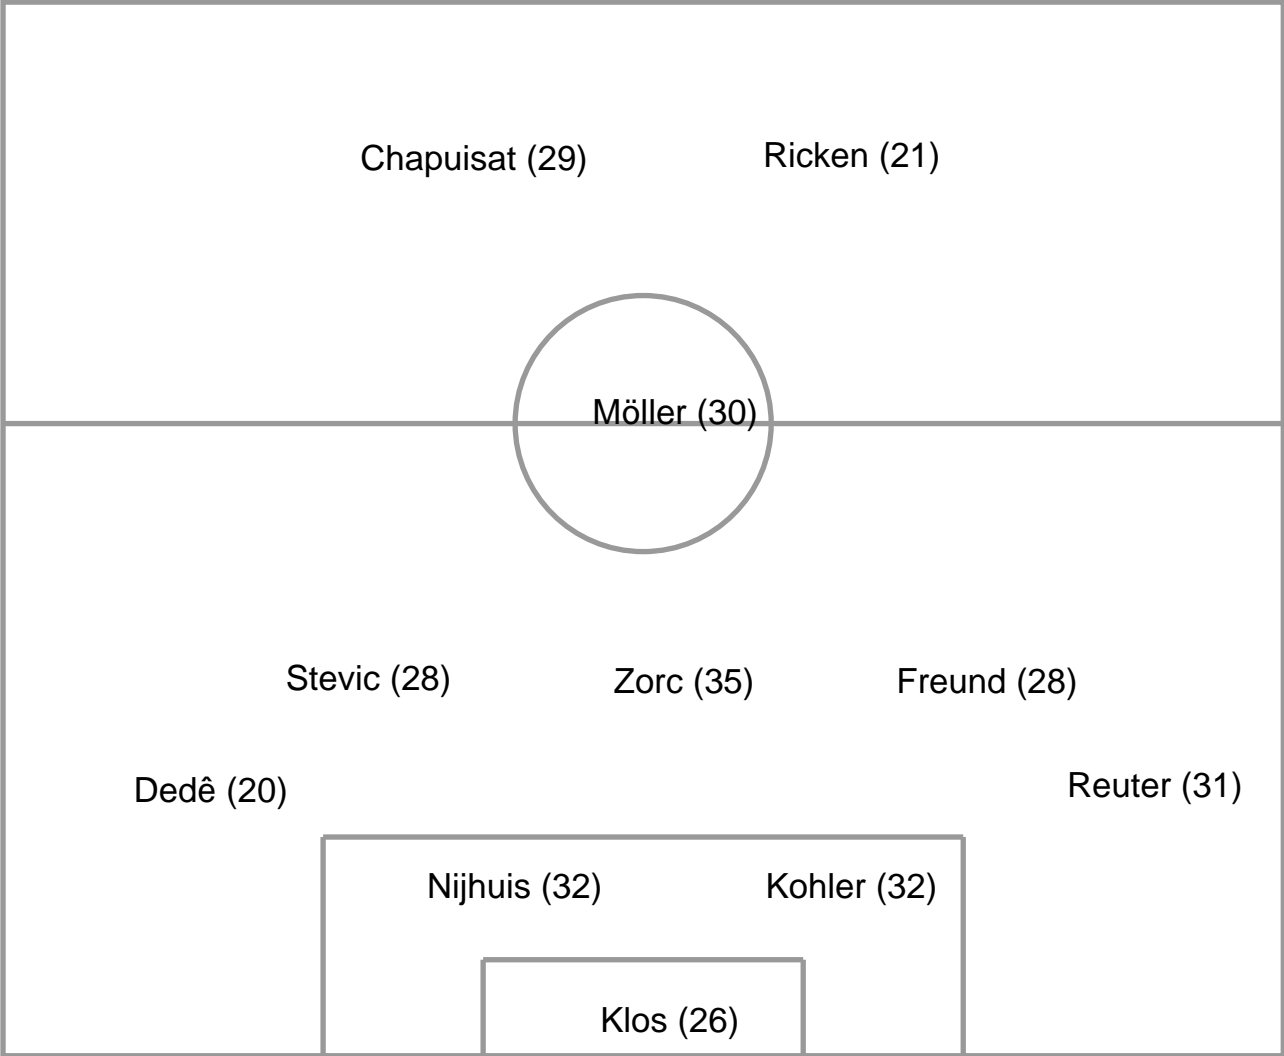 Chapuisat (29)
Ricken (21)
Möller (30)
Stevic (28)
Zorc (35)
Freund (28)
Dedê (20)
Reuter (31)
Nijhuis (32)
Kohler (32)
Klos (26)